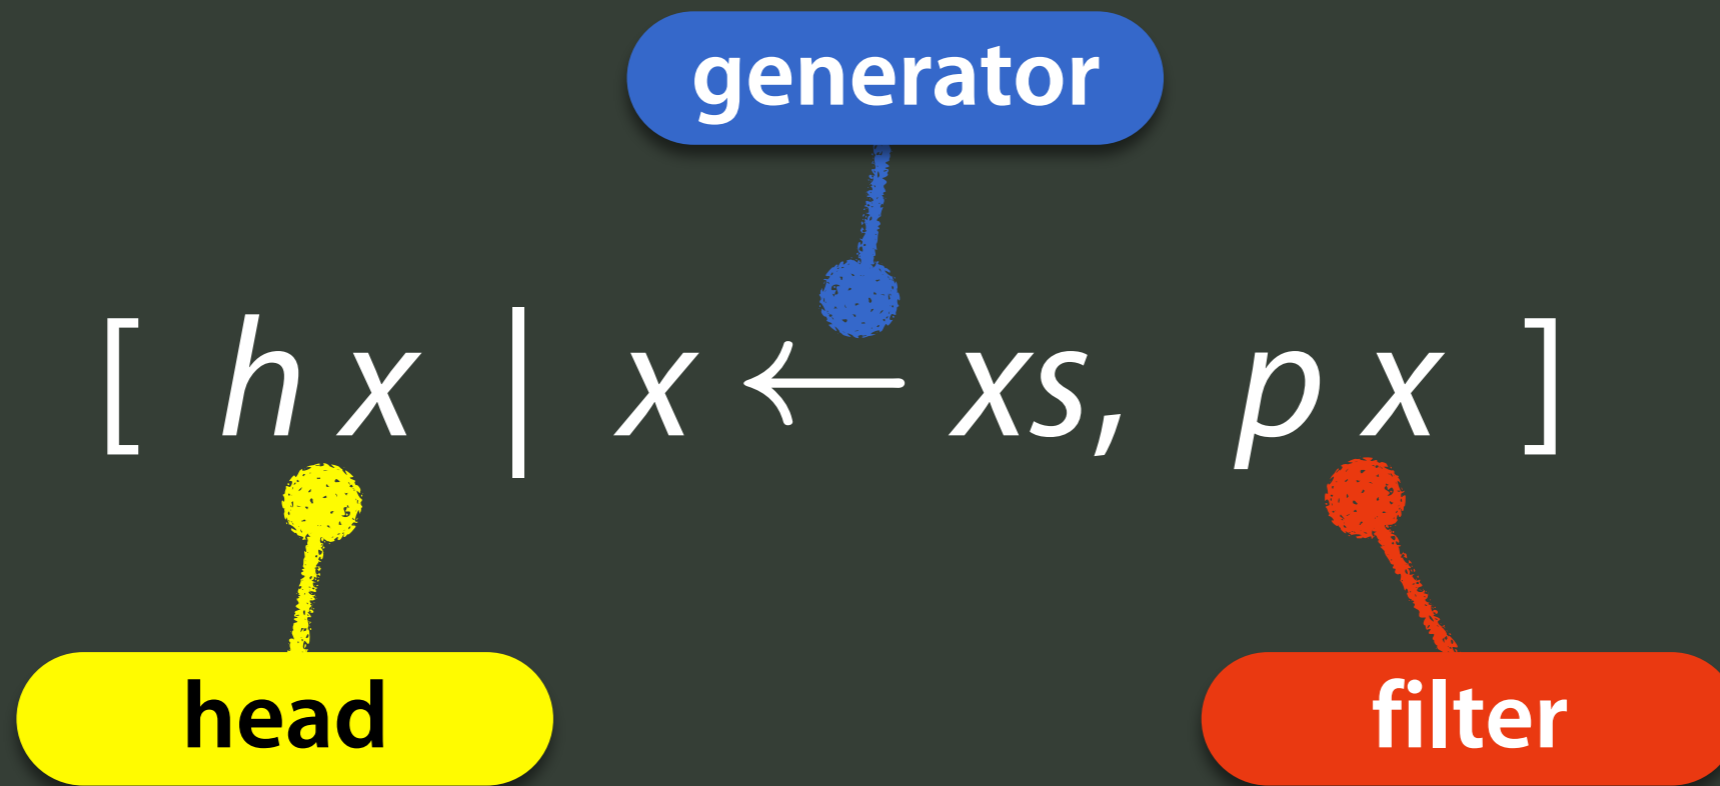 generator
[ h x | x ← xs, p x ]
head
filter